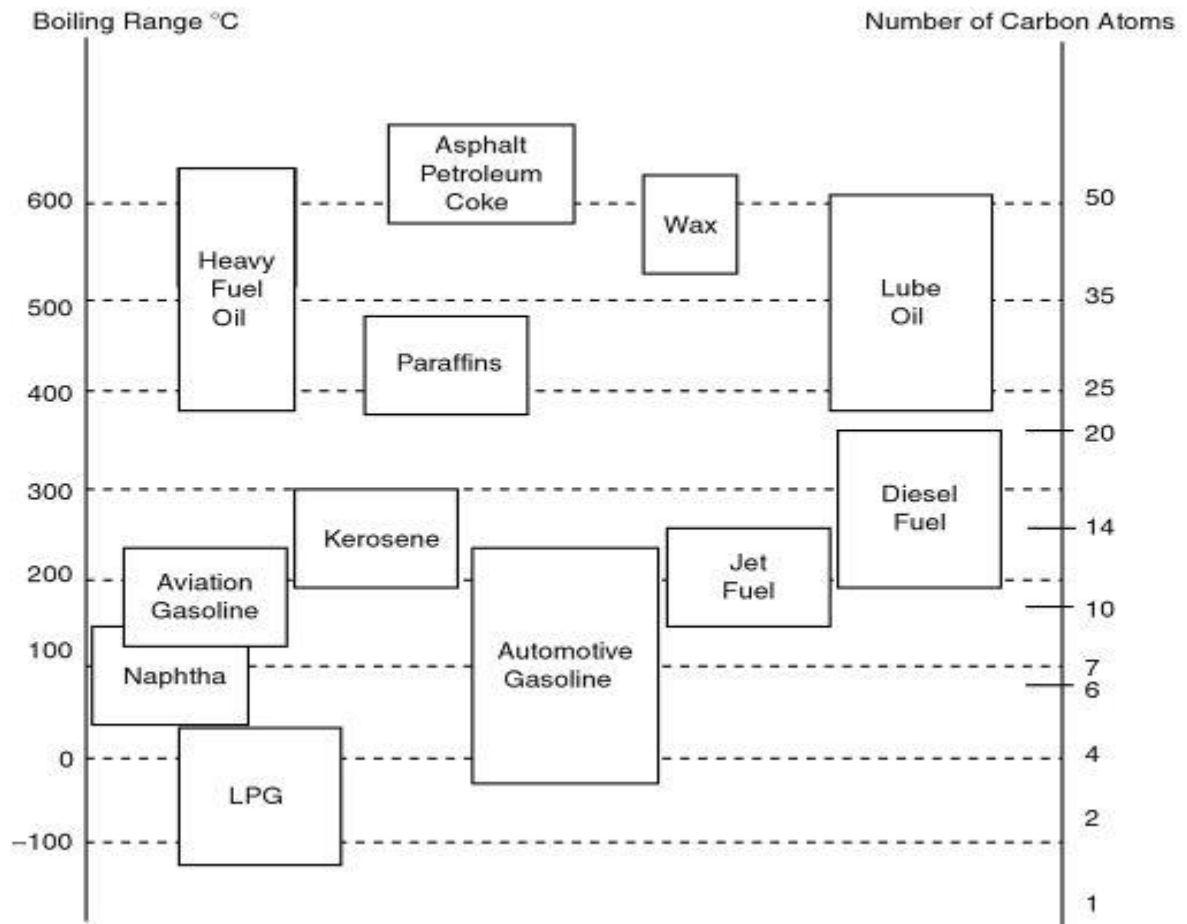 Boiling Range °C
Number of Carbon Atoms
Asphalt
Petroleum
Coke
600
50
Wax
Heavy
Fuel
Oil
Lube
Oil
500
35
Paraffins
400
25
20
300
Diesel
Fuel
14
Kerosene
Jet
Fuel
200
Aviation
Gasoline
10
100
Automotive
Gasoline
7
Naphtha
6
0
4
LPG
2
–100
1